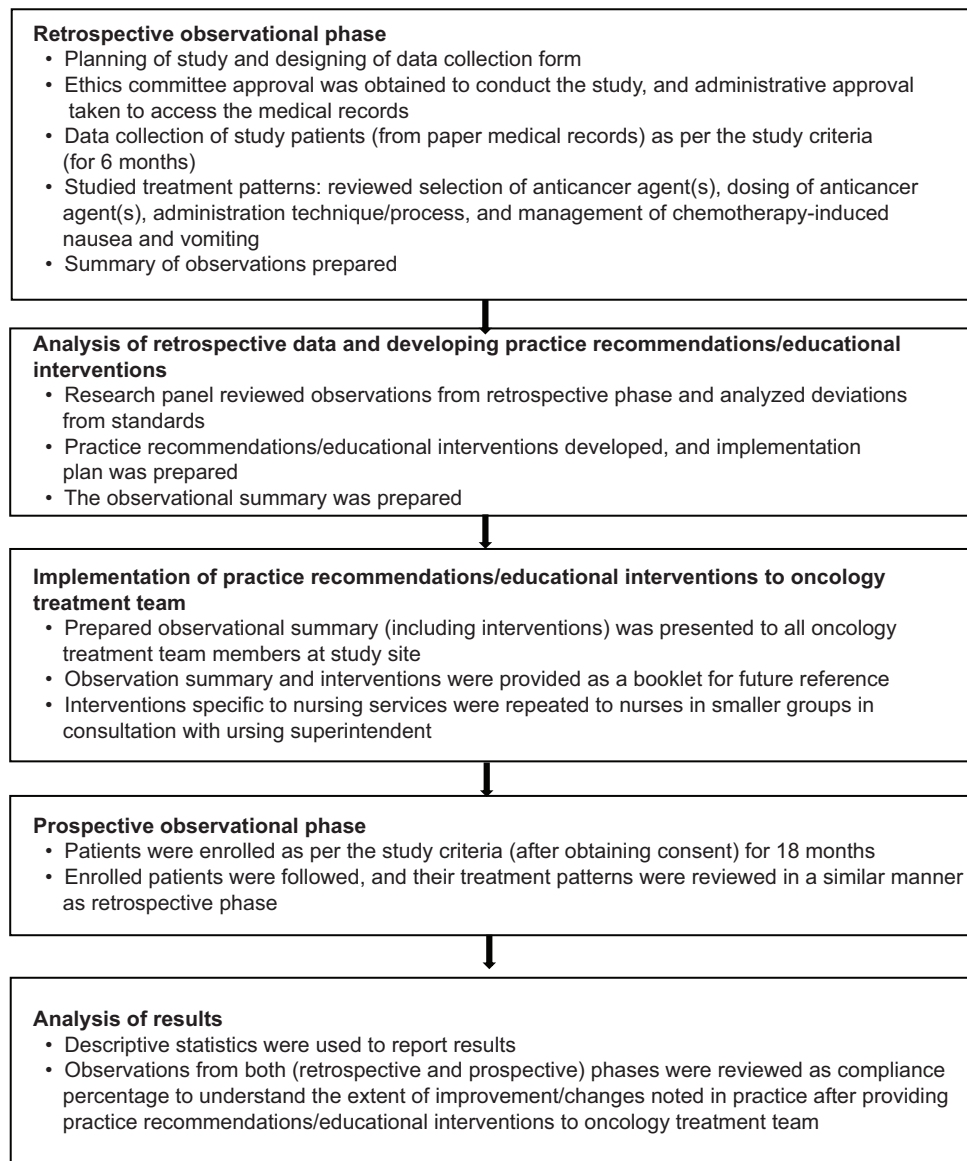 Retrospective observational phase
• Planning of study and designing of data collection form
• Ethics committee approval was obtained to conduct the study, and administrative approval
taken to access the medical records
• Data collection of study patients (from paper medical records) as per the study criteria
(for 6 months)
• Studied treatment patterns: reviewed selection of anticancer agent(s), dosing of anticancer
agent(s), administration technique/process, and management of chemotherapy-induced
nausea and vomiting
• Summary of observations prepared
Analysis of retrospective data and developing practice recommendations/educational
interventions
• Research panel reviewed observations from retrospective phase and analyzed deviations
from standards
• Practice recommendations/educational interventions developed, and implementation
plan was prepared
• The observational summary was prepared
Implementation of practice recommendations/educational interventions to oncology
treatment team
• Prepared observational summary (including interventions) was presented to all oncology
treatment team members at study site
• Observation summary and interventions were provided as a booklet for future reference
• Interventions specific to nursing services were repeated to nurses in smaller groups in
consultation with ursing superintendent
Prospective observational phase
• Patients were enrolled as per the study criteria (after obtaining consent) for 18 months
• Enrolled patients were followed, and their treatment patterns were reviewed in a similar manner
as retrospective phase
Analysis of results
• Descriptive statistics were used to report results
• Observations from both (retrospective and prospective) phases were reviewed as compliance
percentage to understand the extent of improvement/changes noted in practice after providing
practice recommendations/educational interventions to oncology treatment team